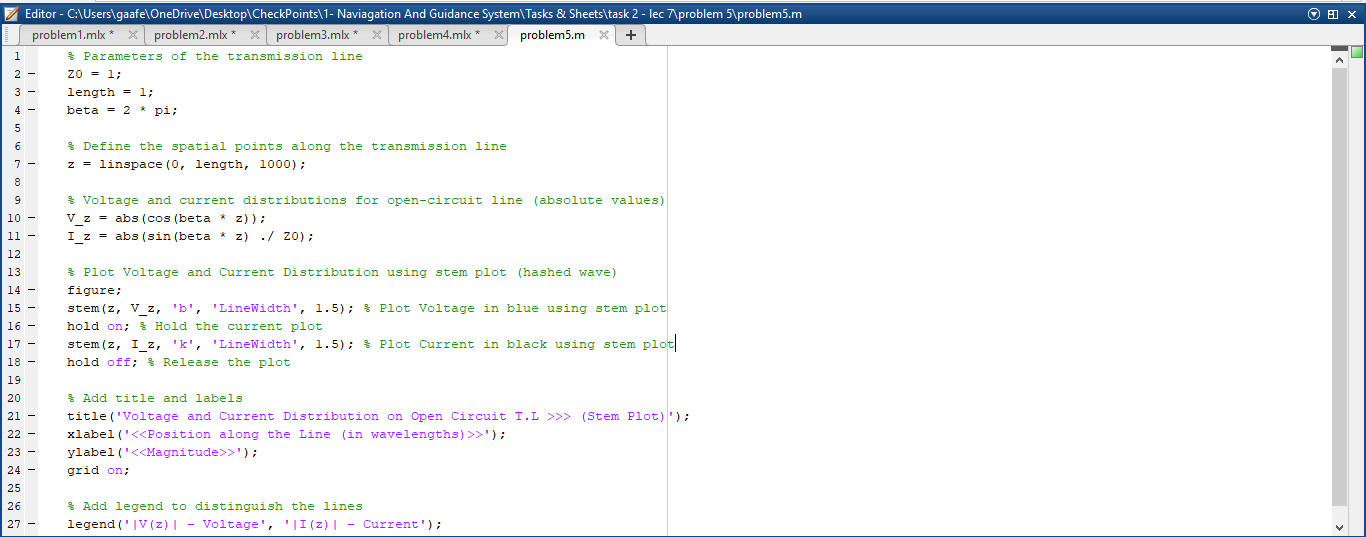 Editor - C:\Users\gaafe\OneDrive\Desktop\CheckPoints\1- Naviagation And Guidance System\Tasks & Sheets\task 2 - lec 7\problem 5\problem5.m
problem1.mlx * problem2.mlx * problem3.mlx * problem4.mlx * problem5.m +
1 % Parameters of the transmission line
2 - Z0 = 1;
3 - length = 1;
4 - beta = 2 * pi;
5
6 % Define the spatial points along the transmission line
7 - z = linspace(0, length, 1000);
8
9 % Voltage and current distributions for open-circuit line (absolute values)
10 - V_z = abs(cos(beta * z));
11 - I_z = abs(sin(beta * z) ./ Z0);
12
13 % Plot Voltage and Current Distribution using stem plot (hashed wave)
14 - figure;
15 - stem(z, V_z, 'b', 'LineWidth', 1.5); % Plot Voltage in blue using stem plot
16 - hold on; % Hold the current plot
17 - stem(z, I_z, 'k', 'LineWidth', 1.5); % Plot Current in black using stem plot
18 - hold off; % Release the plot
19
20 % Add title and labels
21 - title('Voltage and Current Distribution on Open Circuit T.L >>> (Stem Plot)');
22 - xlabel('<<Position along the Line (in wavelengths)>>');
23 - ylabel('<<Magnitude>>');
24 - grid on;
25
26 % Add legend to distinguish the lines
27 - legend('|V(z)| - Voltage', '|I(z)| - Current');